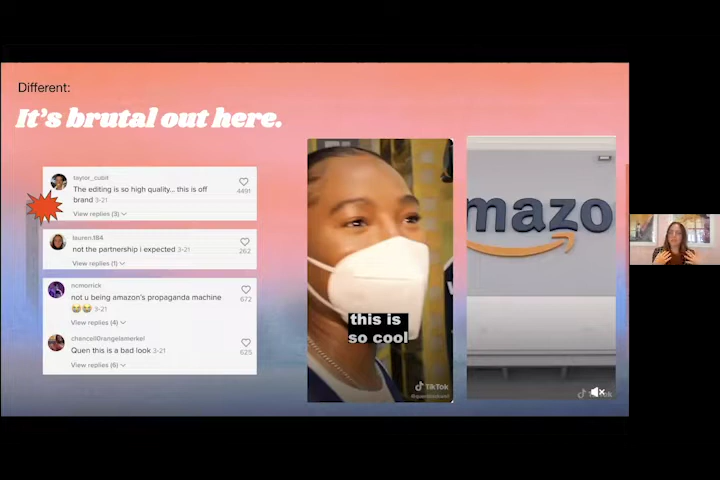 Different:
It's brutal out here.
taylor_cubit
The editing is so high quality... this is off
brand 3-21
4491
View replies (3)
lauren.164
not the partnership i expected 3-21
262
View replies (1)
ncmorrick
not u being amazon's propaganda machine
😭😭 3-21
672
View replies (4)
chancell0rangelamerkel
Quen this is a bad look 3-21
625
View replies (6)
this is
so cool
TikTok
mazo